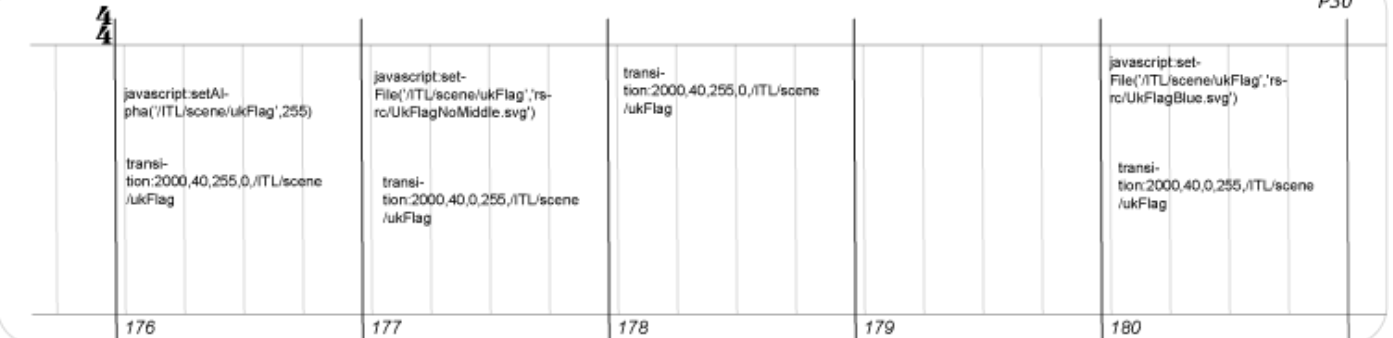 P30
4
4
javascript:setAl-
pha('/ITL/scene/ukFlag',255)
transi-
tion:2000,40,255,0,/ITL/scene
/ukFlag
javascript:set-
File('/ITL/scene/ukFlag','rs-
rc/UkFlagNoMiddle.svg')
transi-
tion:2000,40,0,255,/ITL/scene
/ukFlag
transi-
tion:2000,40,255,0,/ITL/scene
/ukFlag
javascript:set-
File('/ITL/scene/ukFlag','rs-
rc/UkFlagBlue.svg')
transi-
tion:2000,40,0,255,/ITL/scene
/ukFlag
176
177
178
179
180